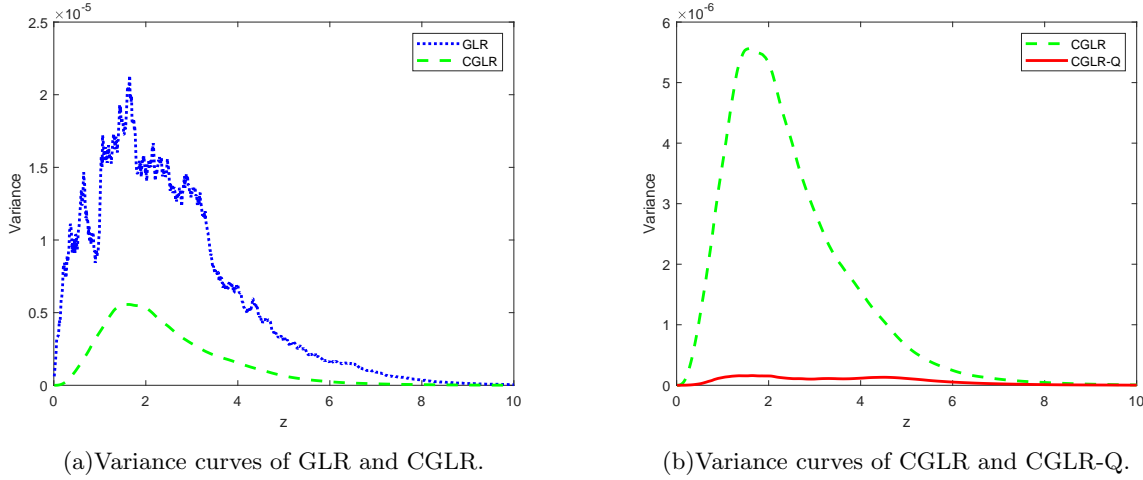 ×10⁻⁵
2.5
2
1.5
1
0.5
0
Variance
0 2 4 6 8 10
z
GLR
CGLR
(a)Variance curves of GLR and CGLR.
×10⁻⁶
6
5
4
3
2
1
0
Variance
0 2 4 6 8 10
z
CGLR
CGLR-Q
(b)Variance curves of CGLR and CGLR-Q.